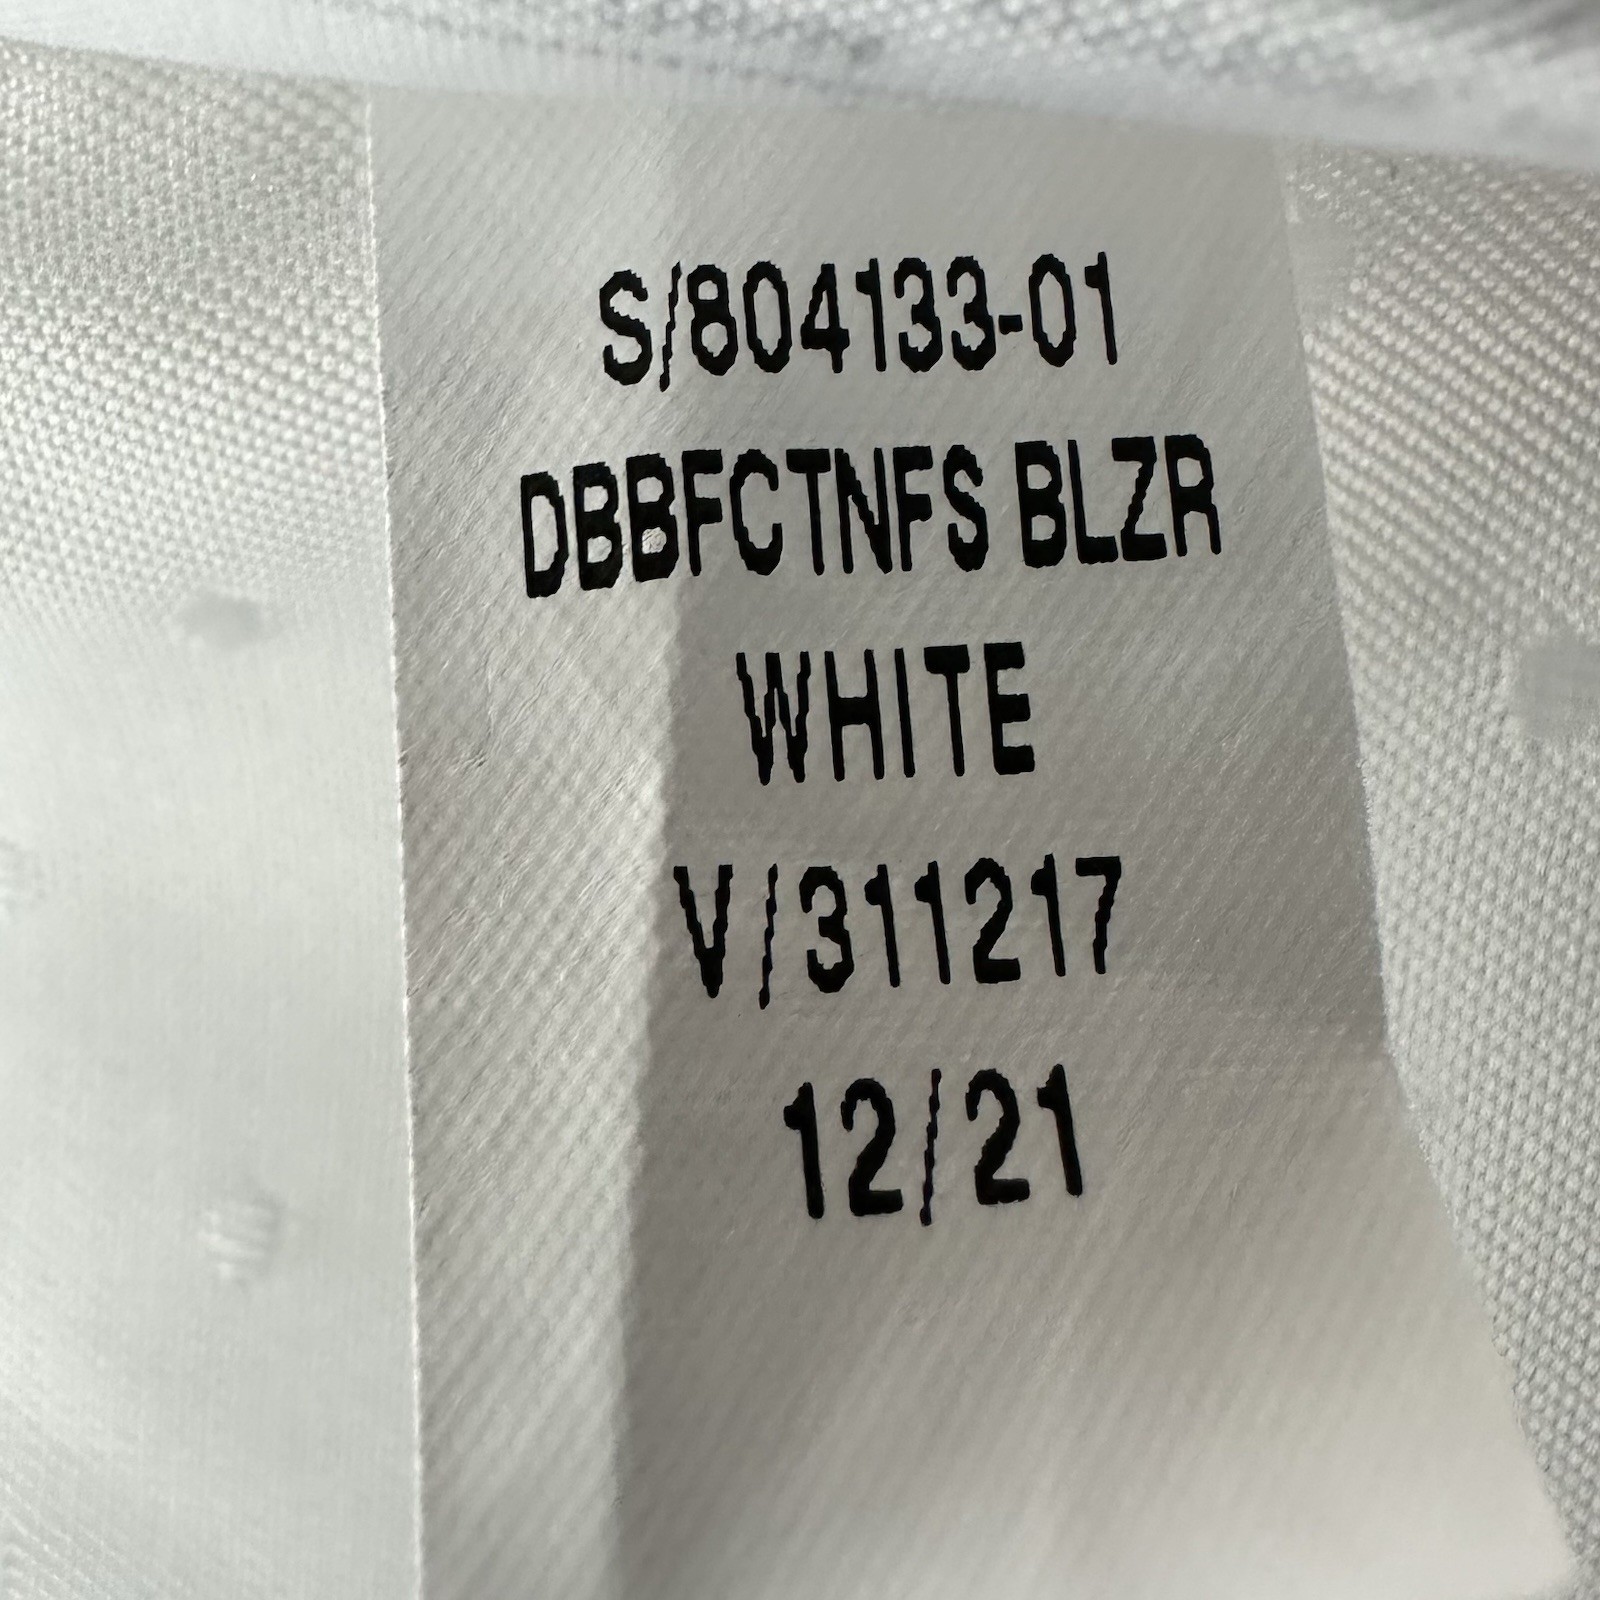 S/804133-01
DBBFCTNFS BLZR
WHITE
V/311217
12/21